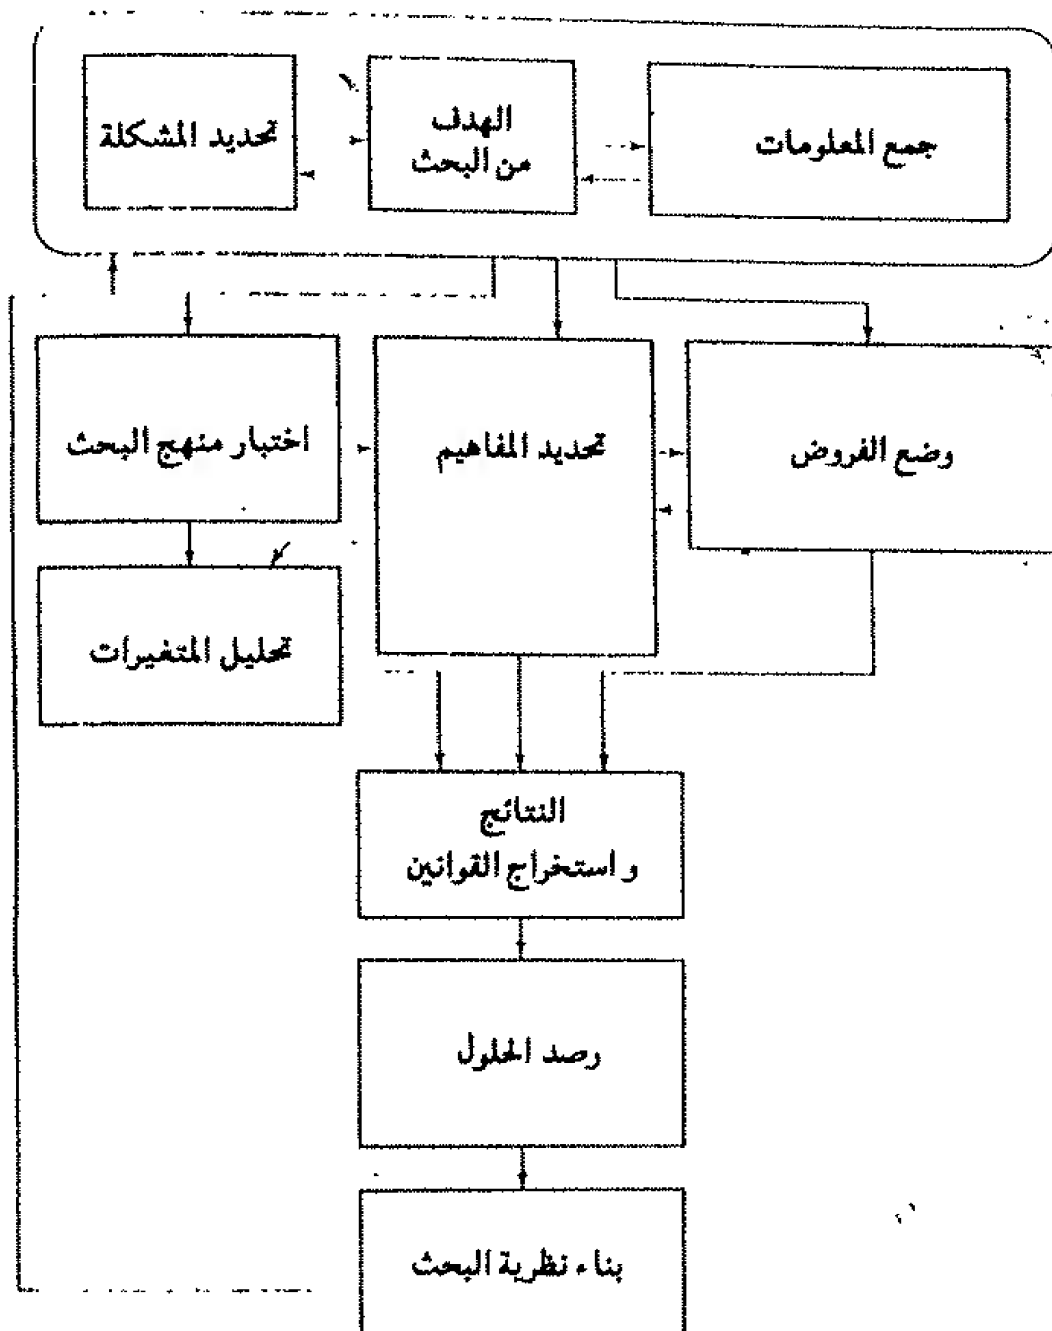 جمع المعلومات
الهدف
من البحث
تحديد المشكلة
وضع الفروض
تحديد المفاهيم
اختبار منهج البحث
تحليل المتغيرات
النتائج
و استخراج القوانين
رصد الحلول
بناء نظرية البحث